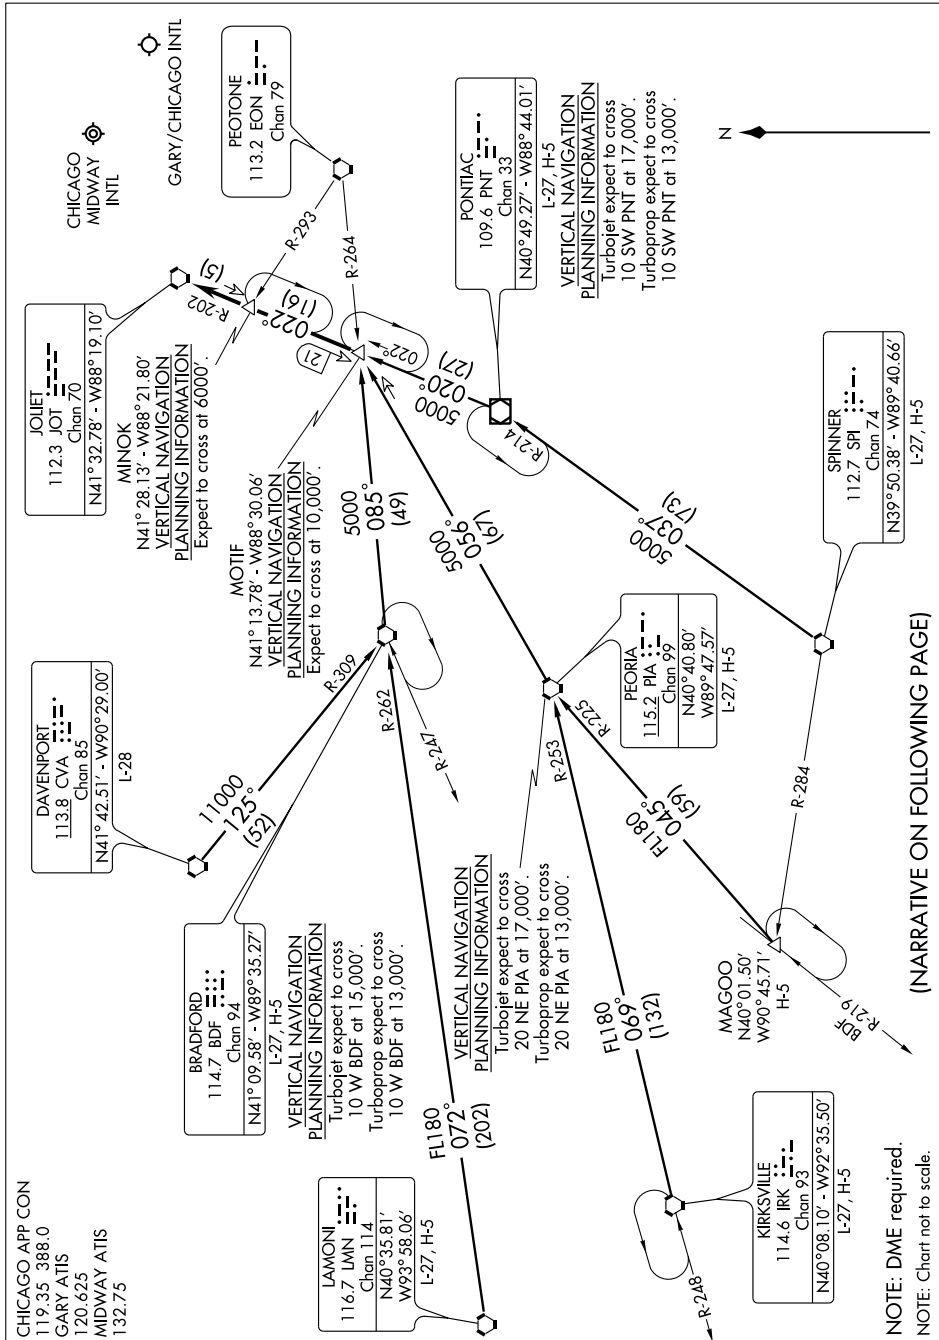 CHICAGO APP CON
119.35 388.0
GARY ATIS
120.625
MIDWAY ATIS
132.75
DAVENPORT
113.8 CVA
Chan 85
N41°42.51' - W90°29.00'
L-28
11000
125°
(52)
R-309
JOLIET
112.3 JOT
Chan 70
N41°32.78' - W88°19.10'
MINOK
N41°28.13' - W88°21.80'
VERTICAL NAVIGATION
PLANNING INFORMATION
Expect to cross at 6000'.
MOTIF
N41°13.78' - W88°30.06'
VERTICAL NAVIGATION
PLANNING INFORMATION
Expect to cross at 10,000'.
CHICAGO
MIDWAY
INTL
GARY/CHICAGO INTL
PEOTONE
113.2 EON
Chan 79
R-293
R-264
R-202
(5)
022°
(16)
21
022°
5000
020°
(27)
R-214
BRADFORD
114.7 BDF
Chan 94
N41°09.58' - W89°35.27'
L-27, H-5
VERTICAL NAVIGATION
PLANNING INFORMATION
Turbojet expect to cross
10 W BDF at 15,000'.
Turboprop expect to cross
10 W BDF at 13,000'.
5000
085°
(49)
R-262
R-247
5000
056°
(67)
PONTIAC
109.6 PNT
Chan 33
N40°49.27' - W88°44.01'
L-27, H-5
VERTICAL NAVIGATION
PLANNING INFORMATION
Turbojet expect to cross
10 SW PNT at 17,000'.
Turboprop expect to cross
10 SW PNT at 13,000'.
N
LAMONI
116.7 LMN
Chan 114
N40°35.81'
W93°58.06'
L-27, H-5
FL180
072°
(202)
VERTICAL NAVIGATION
PLANNING INFORMATION
Turbojet expect to cross
20 NE PIA at 17,000'.
Turboprop expect to cross
20 NE PIA at 13,000'.
R-253
R-225
PEORIA
115.2 PIA
Chan 99
N40°40.80'
W89°47.57'
L-27, H-5
5000
037°
(73)
SPINNER
112.7 SPI
Chan 74
N39°50.38' - W89°40.66'
L-27, H-5
FL180
069°
(132)
FL180
045°
(59)
R-284
MAGOO
N40°01.50'
W90°45.71'
H-5
R-219
BDF
KIRKSVILLE
114.6 IRK
Chan 93
N40°08.10' - W92°35.50'
L-27, H-5
R-248
NOTE: DME required.
NOTE: Chart not to scale.
(NARRATIVE ON FOLLOWING PAGE)